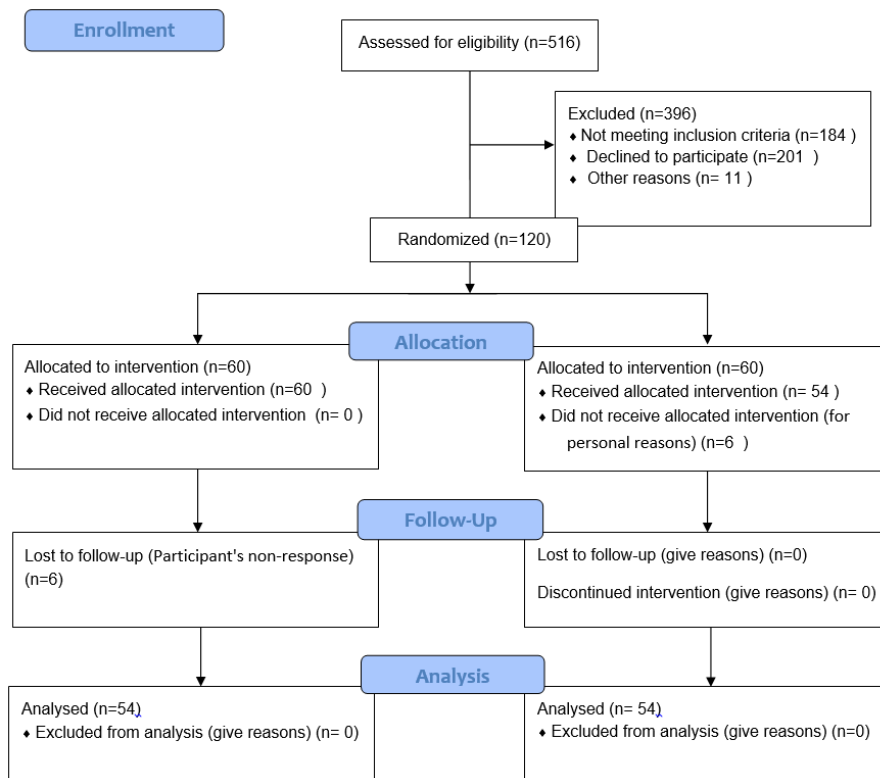 Enrollment
Assessed for eligibility (n=516)
Excluded (n=396)
♦ Not meeting inclusion criteria (n=184 )
♦ Declined to participate (n=201 )
♦ Other reasons (n= 11 )
Randomized (n=120)
Allocation
Allocated to intervention (n=60)
♦ Received allocated intervention (n=60 )
♦ Did not receive allocated intervention (n= 0 )
Allocated to intervention (n=60)
♦ Received allocated intervention (n= 54 )
♦ Did not receive allocated intervention (for
personal reasons) (n=6 )
Follow-Up
Lost to follow-up (Participant's non-response)
(n=6)
Lost to follow-up (give reasons) (n=0)
Discontinued intervention (give reasons) (n= 0)
Analysis
Analysed (n=54)
♦ Excluded from analysis (give reasons) (n= 0)
Analysed (n= 54)
♦ Excluded from analysis (give reasons) (n=0)